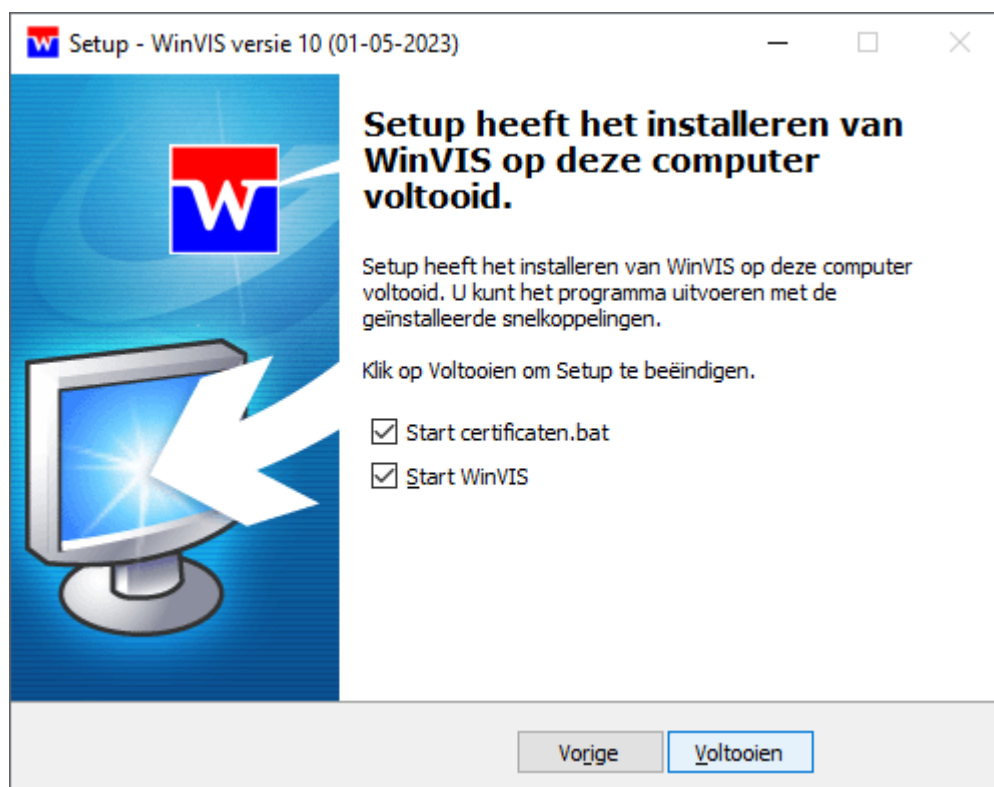 W Setup - WinVIS versie 10 (01-05-2023)
W
Setup heeft het installeren van
WinVIS op deze computer
voltooid.
Setup heeft het installeren van WinVIS op deze computer
voltooid. U kunt het programma uitvoeren met de
geïnstalleerde snelkoppelingen.
Klik op Voltooien om Setup te beëindigen.
Start certificaten.bat
Start WinVIS
Vorige
Voltooien